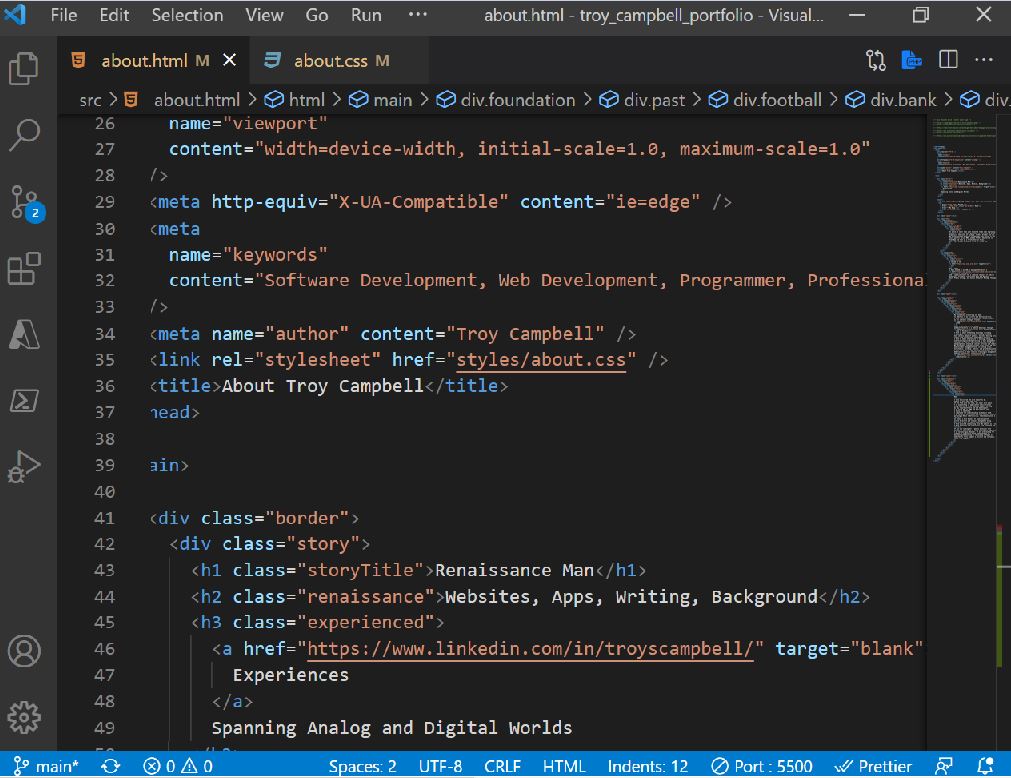 File Edit Selection View Go Run ··· about.html - troy_campbell_portfolio - Visual...
about.html M about.css M
src > about.html > html > main > div.foundation > div.past > div.football > div.bank > div.
26 name="viewport"
27 content="width=device-width, initial-scale=1.0, maximum-scale=1.0"
28 />
29 <meta http-equiv="X-UA-Compatible" content="ie=edge" />
30 <meta
31 name="keywords"
32 content="Software Development, Web Development, Programmer, Professiona
33 />
34 <meta name="author" content="Troy Campbell" />
35 <link rel="stylesheet" href="styles/about.css" />
36 <title>About Troy Campbell</title>
37 head>
38
39 ain>
40
41 <div class="border">
42 <div class="story">
43 <h1 class="storyTitle">Renaissance Man</h1>
44 <h2 class="renaissance">Websites, Apps, Writing, Background</h2>
45 <h3 class="experienced">
46 <a href="https://www.linkedin.com/in/troyscampbell/" target="blank"
47 Experiences
48 </a>
49 Spanning Analog and Digital Worlds
2
main* 0 0 Spaces: 2 UTF-8 CRLF HTML Indents: 12 Port : 5500 Prettier